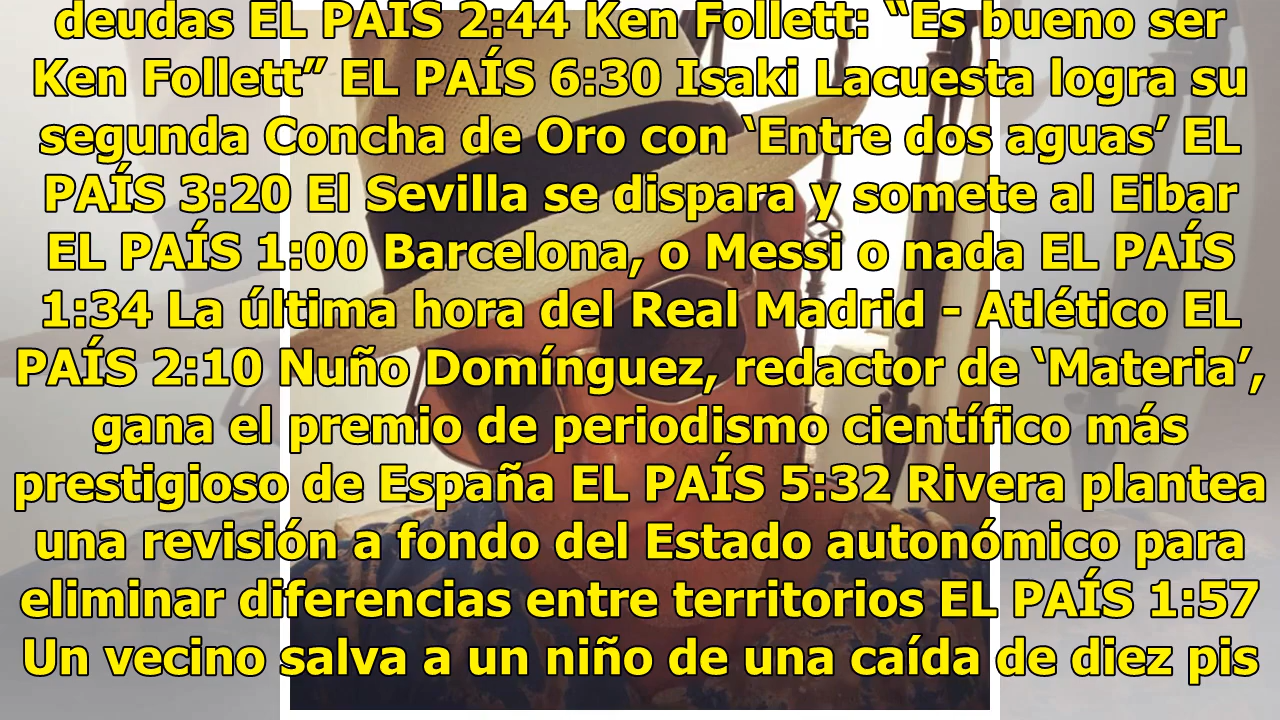 deudas EL PAÍS 2:44 Ken Follett: “Es bueno ser
Ken Follett” EL PAÍS 6:30 Isaki Lacuesta logra su
segunda Concha de Oro con ‘Entre dos aguas’ EL
PAÍS 3:20 El Sevilla se dispara y somete al Eibar
EL PAÍS 1:00 Barcelona, o Messi o nada EL PAÍS
1:34 La última hora del Real Madrid - Atlético EL
PAÍS 2:10 Nuño Domínguez, redactor de ‘Materia’,
gana el premio de periodismo científico más
prestigioso de España EL PAÍS 5:32 Rivera plantea
una revisión a fondo del Estado autonómico para
eliminar diferencias entre territorios EL PAÍS 1:57
Un vecino salva a un niño de una caída de diez pis